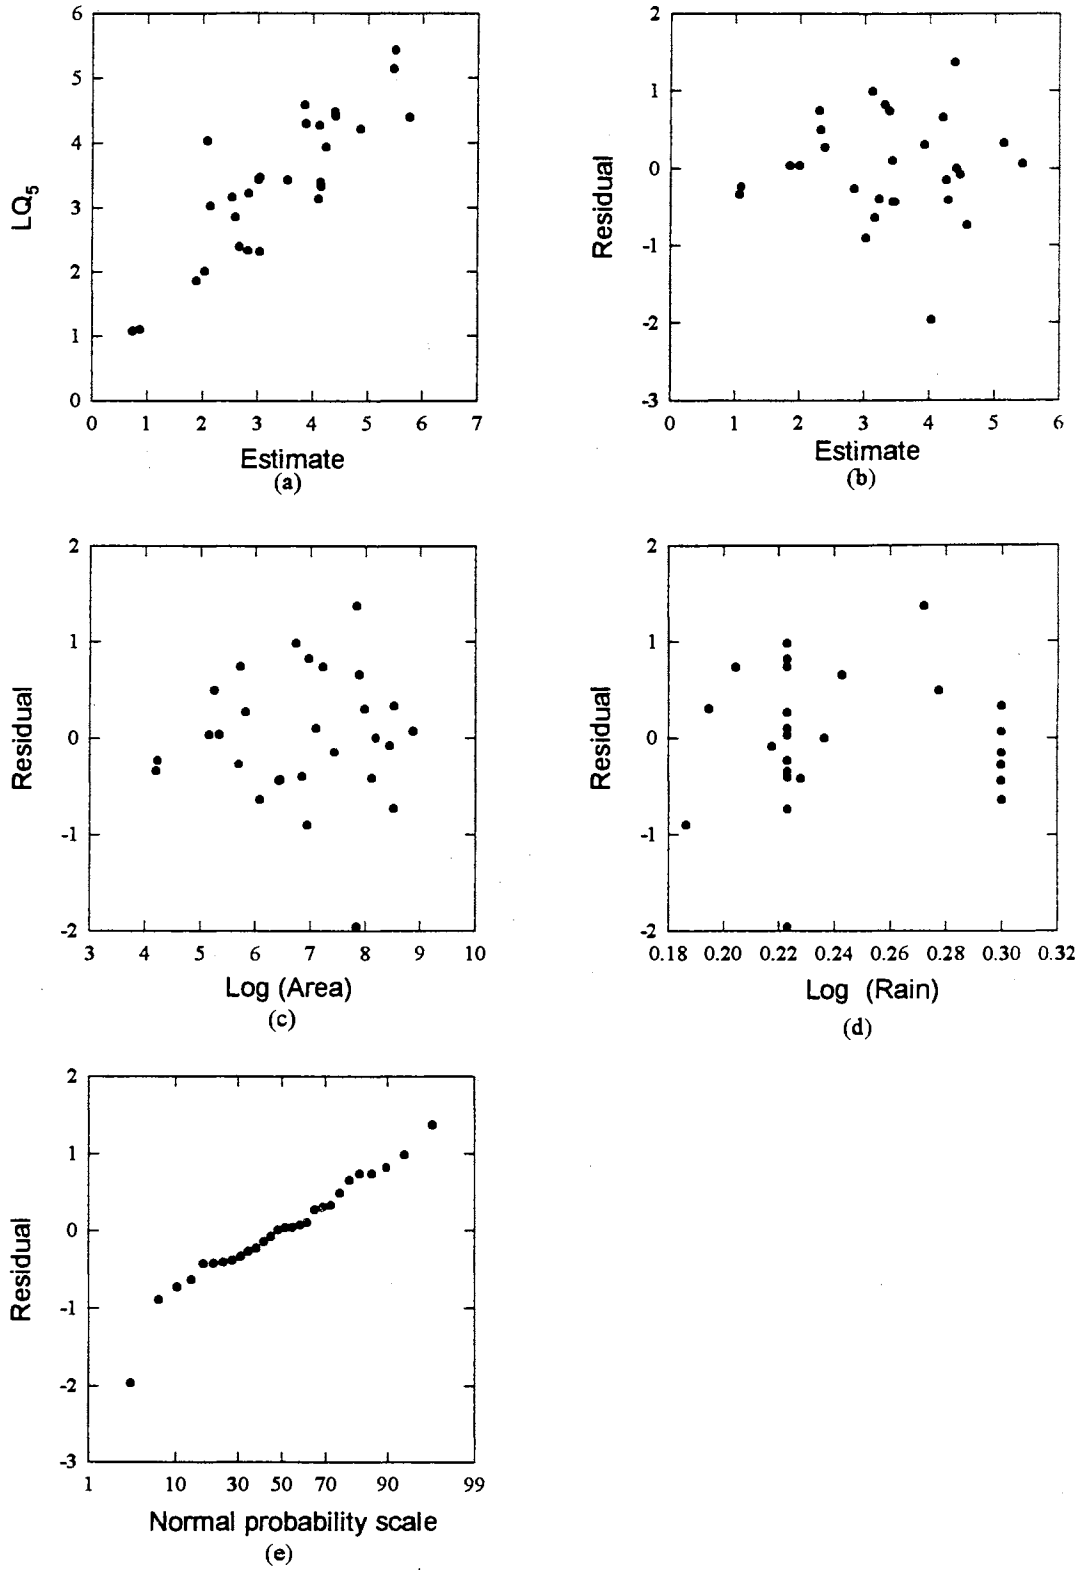 6
5
4
3
2
1
0
LQ5
0 1 2 3 4 5 6 7
Estimate
(a)
2
1
0
-1
-2
-3
Residual
0 1 2 3 4 5 6
Estimate
(b)
2
1
0
-1
-2
Residual
3 4 5 6 7 8 9 10
Log (Area)
(c)
2
1
0
-1
-2
Residual
0.18 0.20 0.22 0.24 0.26 0.28 0.30 0.32
Log (Rain)
(d)
2
1
0
-1
-2
-3
Residual
1 10 30 50 70 90 99
Normal probability scale
(e)